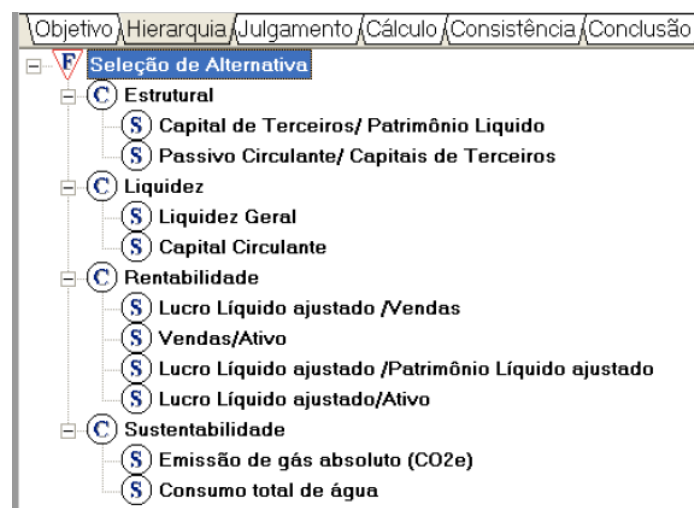 Objetivo Hierarquia Julgamento Cálculo Consistência Conclusão
F Seleção de Alternativa
C Estrutural
S Capital de Terceiros/ Patrimônio Liquido
S Passivo Circulante/ Capitais de Terceiros
C Liquidez
S Liquidez Geral
S Capital Circulante
C Rentabilidade
S Lucro Líquido ajustado /Vendas
S Vendas/Ativo
S Lucro Líquido ajustado /Patrimônio Líquido ajustado
S Lucro Líquido ajustado/Ativo
C Sustentabilidade
S Emissão de gás absoluto (CO2e)
S Consumo total de água